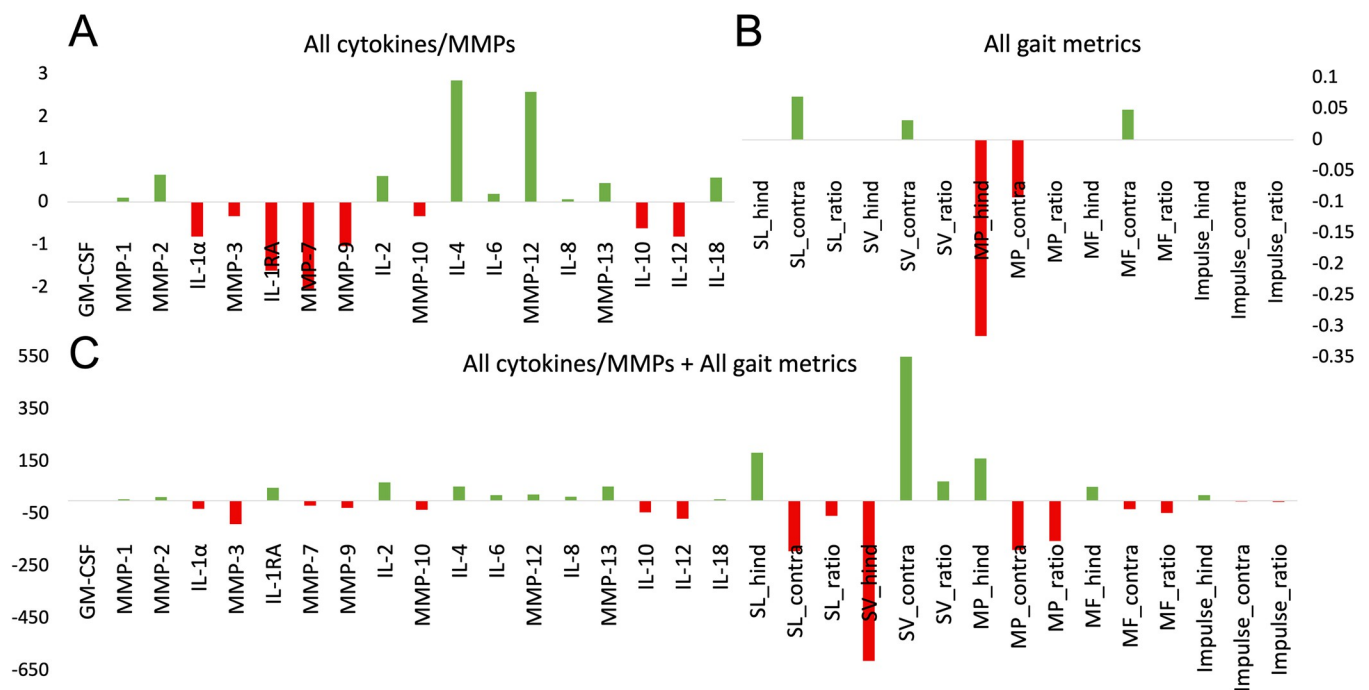 A
All cytokines/MMPs
3
2
1
0
-1
-2
GM-CSF
MMP-1
MMP-2
IL-1α
MMP-3
IL-1RA
MMP-7
MMP-9
IL-2
MMP-10
IL-4
IL-6
MMP-12
IL-8
MMP-13
IL-10
IL-12
IL-18
B
All gait metrics
0.1
0.05
0
-0.05
-0.1
-0.15
-0.2
-0.25
-0.3
-0.35
SL_hind
SL_contra
SL_ratio
SV_hind
SV_contra
SV_ratio
MP_hind
MP_contra
MP_ratio
MF_hind
MF_contra
MF_ratio
Impulse_hind
Impulse_contra
Impulse_ratio
C
All cytokines/MMPs + All gait metrics
550
350
150
-50
-250
-450
-650
GM-CSF
MMP-1
MMP-2
IL-1α
MMP-3
IL-1RA
MMP-7
MMP-9
IL-2
MMP-10
IL-4
IL-6
MMP-12
IL-8
MMP-13
IL-10
IL-12
IL-18
SL_hind
SL_contra
SL_ratio
SV_hind
SV_contra
SV_ratio
MP_hind
MP_contra
MP_ratio
MF_hind
MF_contra
MF_ratio
Impulse_hind
Impulse_contra
Impulse_ratio